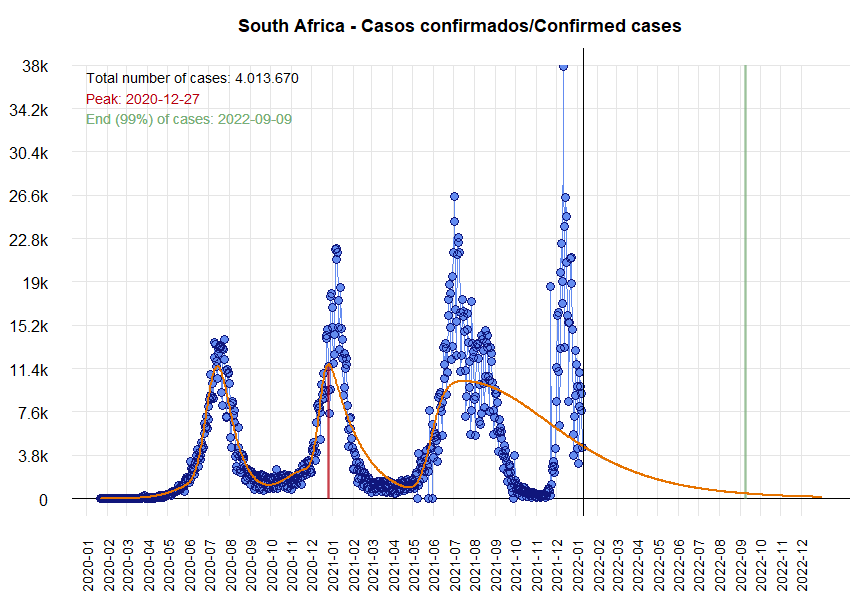 South Africa - Casos confirmados/Confirmed cases
38k
34.2k
30.4k
26.6k
22.8k
19k
15.2k
11.4k
7.6k
3.8k
0
Total number of cases: 4.013.670
Peak: 2020-12-27
End (99%) of cases: 2022-09-09
2020-01
2020-02
2020-03
2020-04
2020-05
2020-06
2020-07
2020-08
2020-09
2020-10
2020-11
2020-12
2021-01
2021-02
2021-03
2021-04
2021-05
2021-06
2021-07
2021-08
2021-09
2021-10
2021-11
2021-12
2022-01
2022-02
2022-03
2022-04
2022-05
2022-06
2022-07
2022-08
2022-09
2022-10
2022-11
2022-12